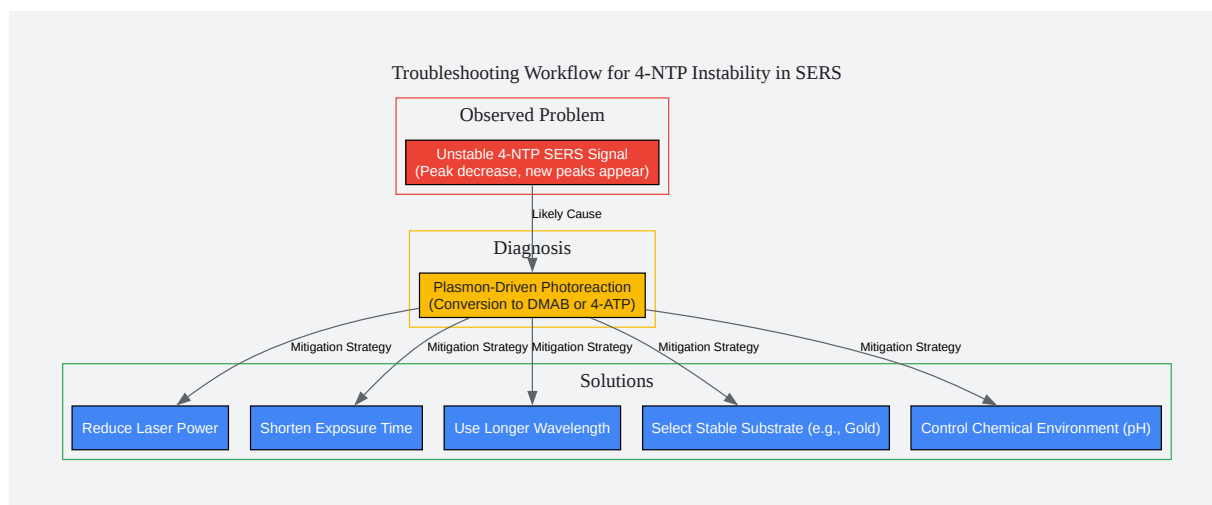 Troubleshooting Workflow for 4-NTP Instability in SERS
Observed Problem
Unstable 4-NTP SERS Signal
(Peak decrease, new peaks appear)
Likely Cause
Diagnosis
Plasmon-Driven Photoreaction
(Conversion to DMAB or 4-ATP)
Mitigation Strategy
Mitigation Strategy
Mitigation Strategy
Mitigation Strategy
Mitigation Strategy
Solutions
Reduce Laser Power
Shorten Exposure Time
Use Longer Wavelength
Select Stable Substrate (e.g., Gold)
Control Chemical Environment (pH)